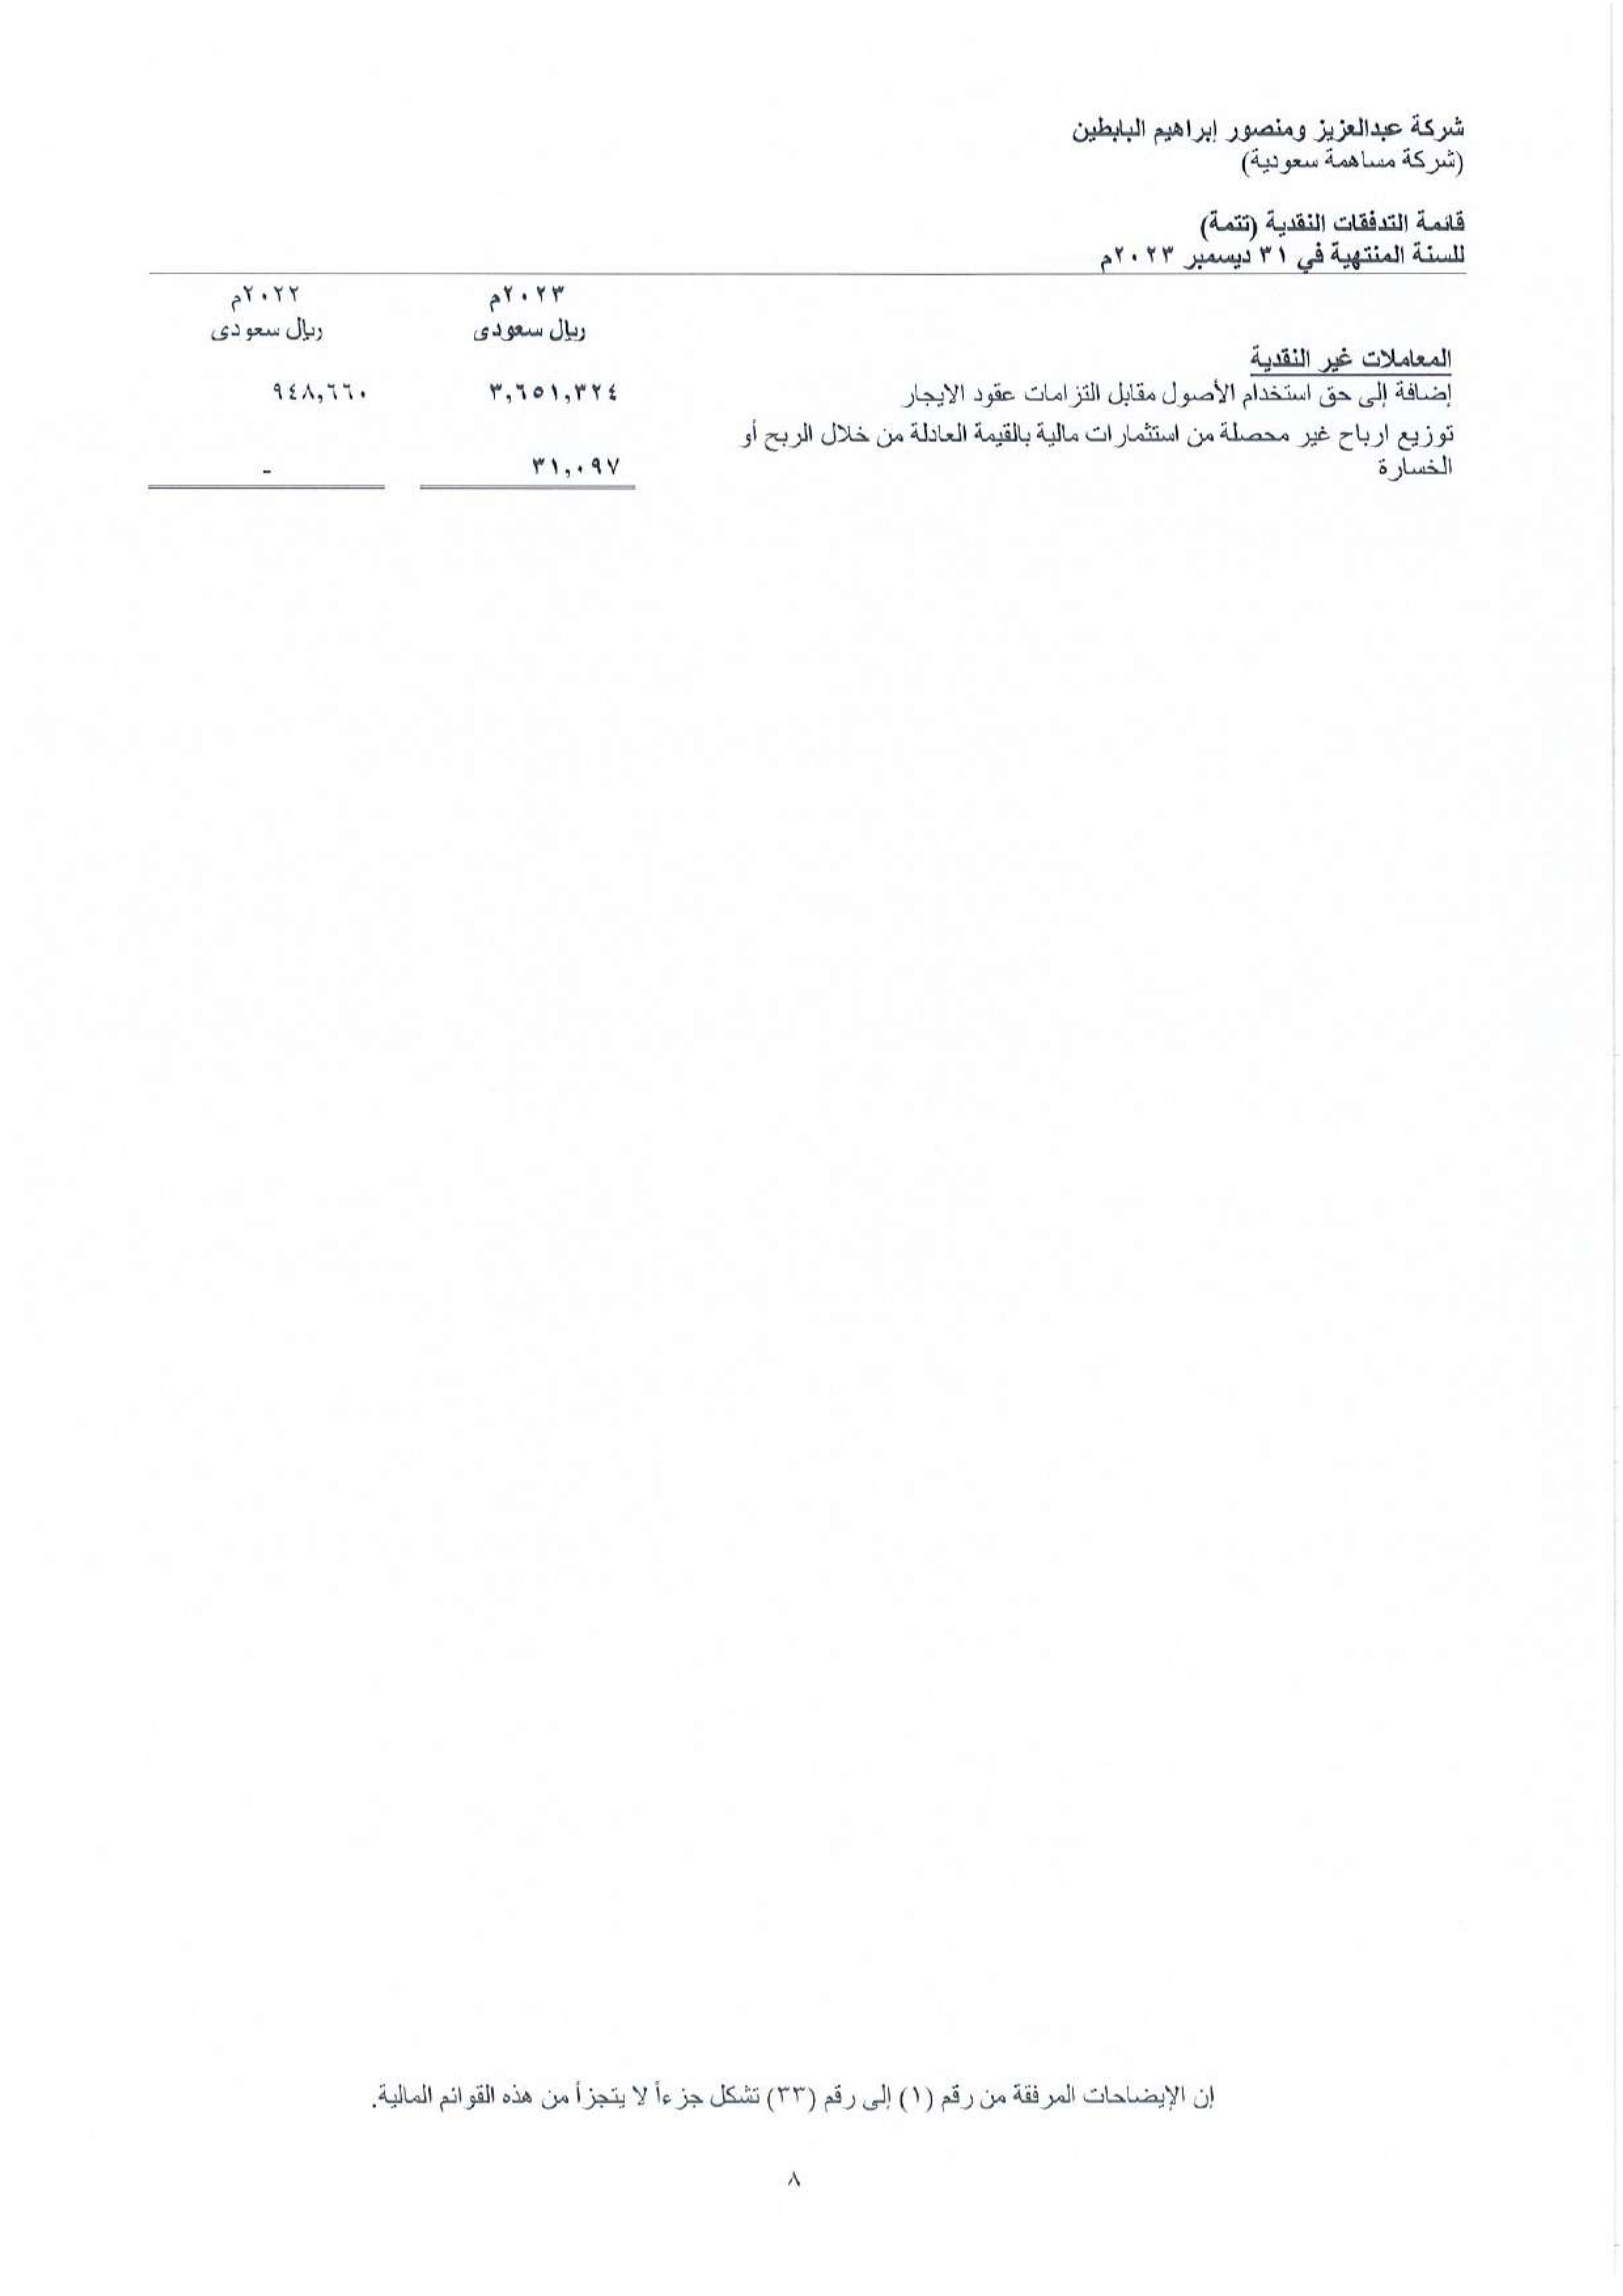 شركة عبدالعزيز ومنصور إبراهيم البابطين
(شركة مساهمة سعودية)
قائمة التدفقات النقدية (تتمة)
للسنة المنتهية في ٣١ ديسمبر ٢٠٢٣م
٢٠٢٣م ٢٠٢٢م
ريال سعودى ريال سعودى
المعاملات غير النقدية
إضافة إلى حق استخدام الأصول مقابل التزامات عقود الايجار ٣,٦٥١,٣٢٤ ٩٤٨,٦٦٠
توزيع ارباح غير محصلة من استثمارات مالية بالقيمة العادلة من خلال الربح أو
الخسارة ٣١,٠٩٧ -
إن الإيضاحات المرفقة من رقم (١) إلى رقم (٣٣) تشكل جزءاً لا يتجزأ من هذه القوائم المالية.
٨